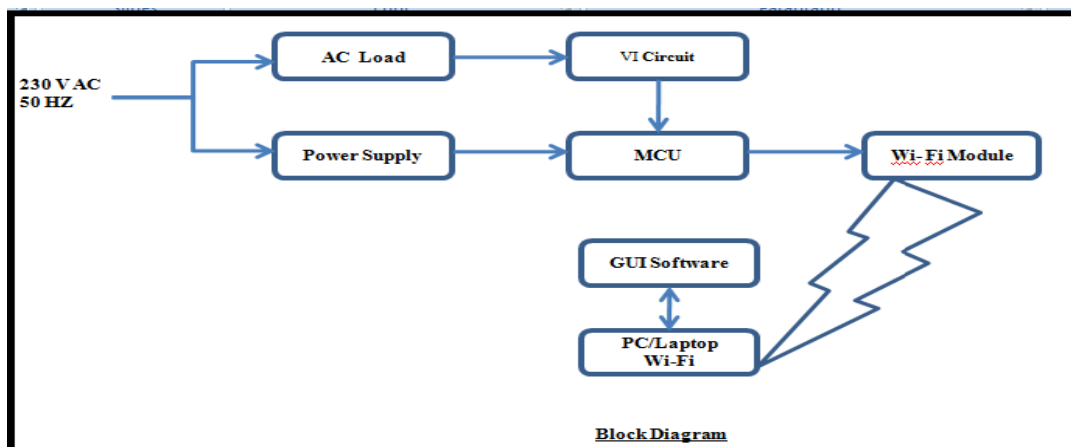 AC Load
VI Circuit
230 V AC
50 HZ
Power Supply
MCU
Wi-Fi Module
GUI Software
PC/Laptop
Wi-Fi
Block Diagram